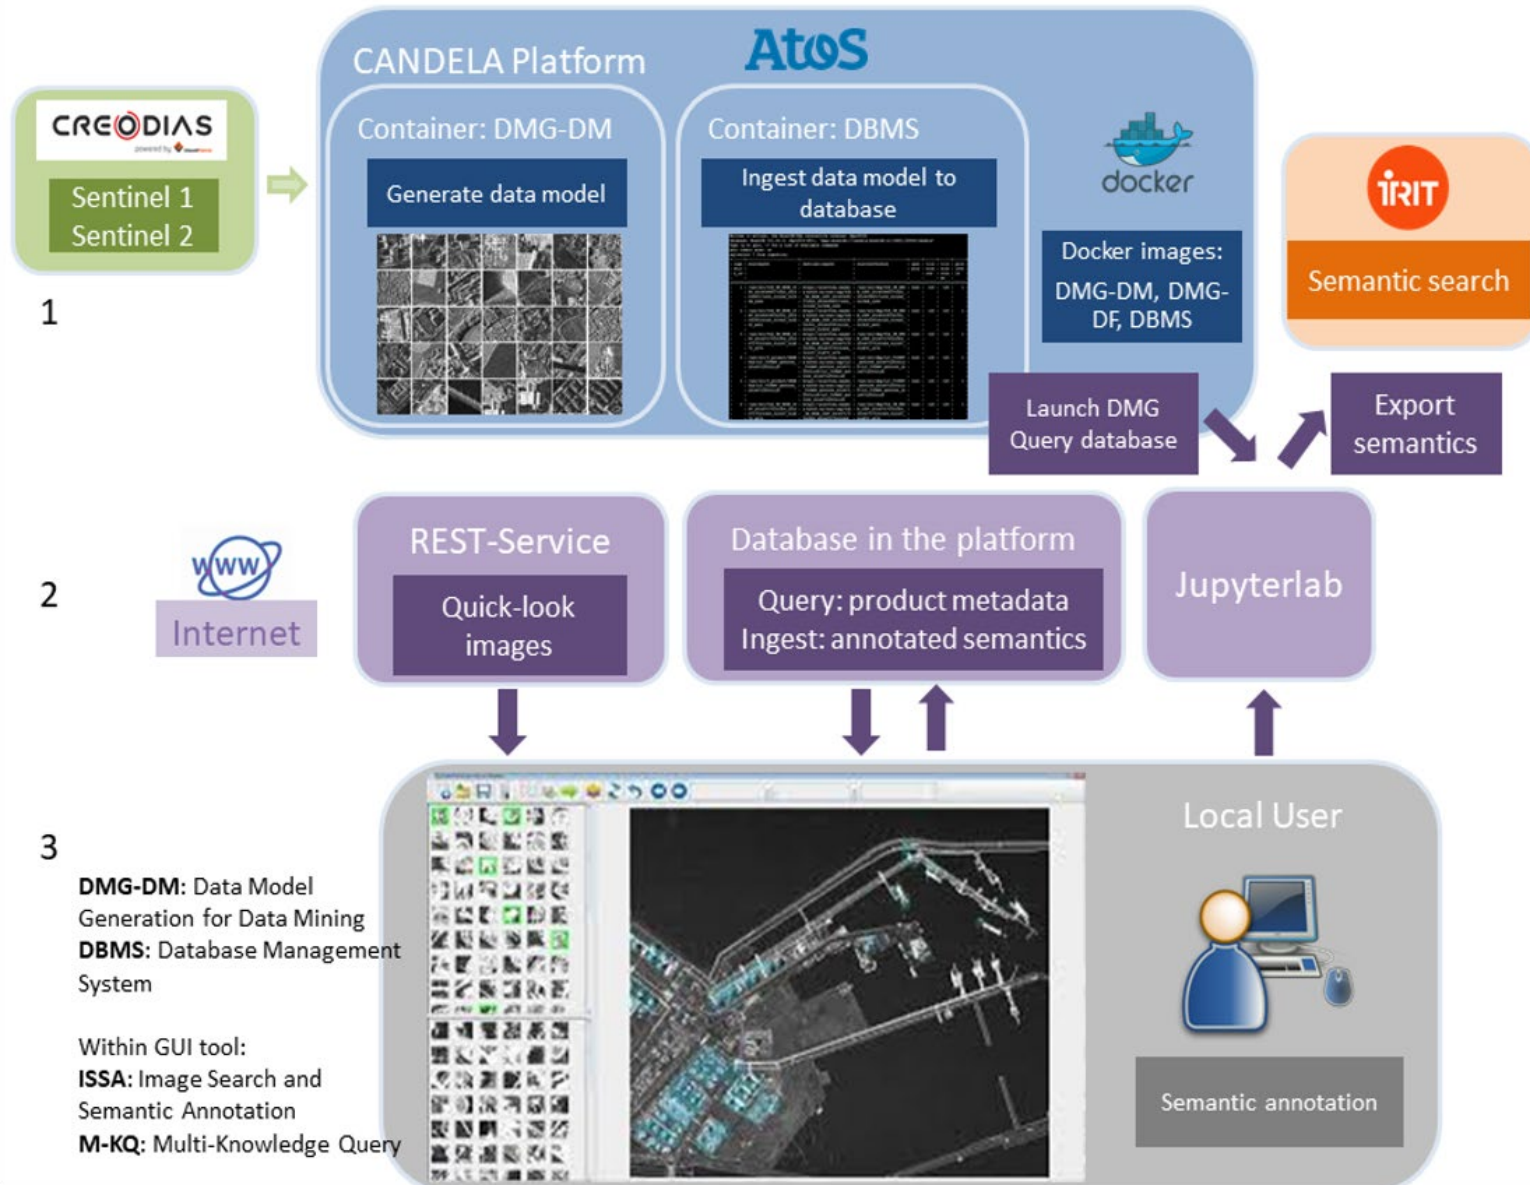 CANDELA Platform
Atos
CREODIAS
powered by
Sentinel 1
Sentinel 2
Container: DMG-DM
Generate data model
Container: DBMS
Ingest data model to
database
docker
Docker images:
DMG-DM, DMG-
DF, DBMS
IRIT
Semantic search
1
Launch DMG
Query database
Export
semantics
2
www
Internet
REST-Service
Quick-look
images
Database in the platform
Query: product metadata
Ingest: annotated semantics
Jupyterlab
3
DMG-DM: Data Model
Generation for Data Mining
DBMS: Database Management
System
Within GUI tool:
ISSA: Image Search and
Semantic Annotation
M-KQ: Multi-Knowledge Query
Local User
Semantic annotation